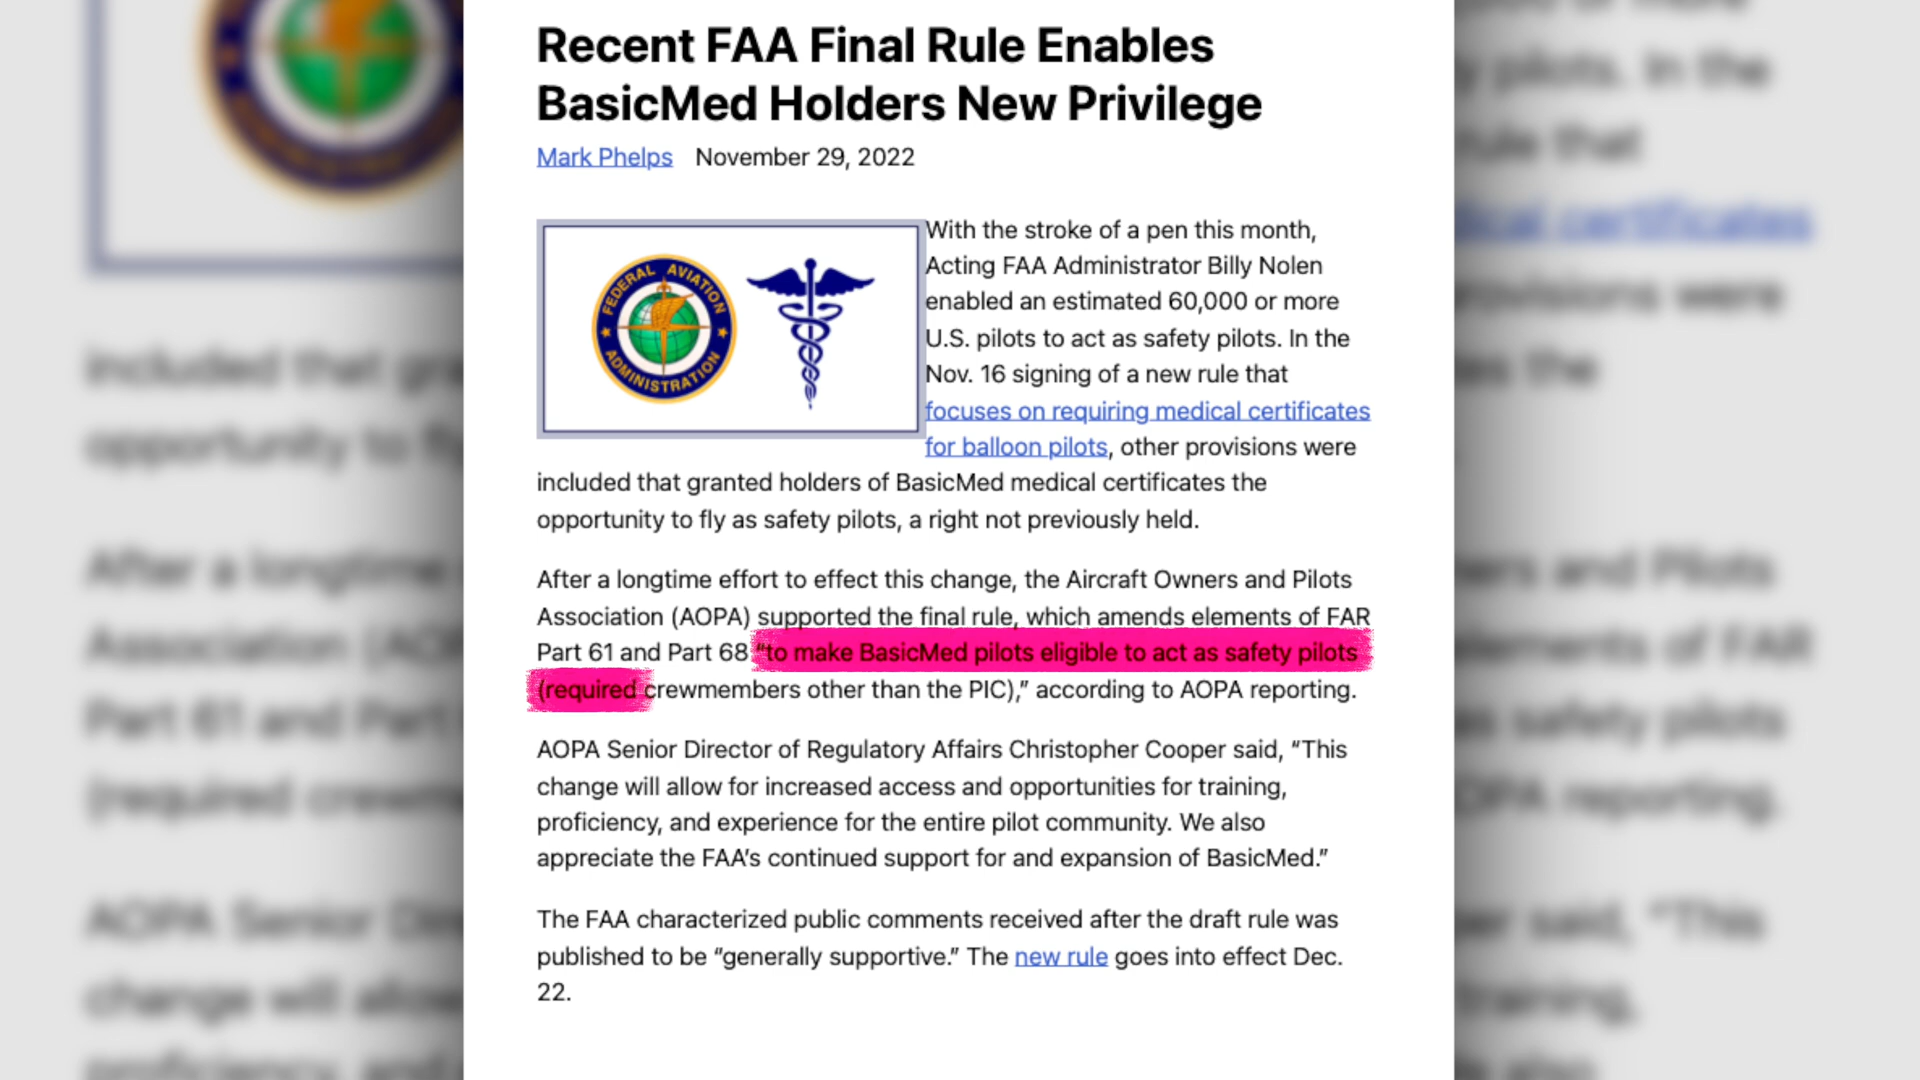 Recent FAA Final Rule Enables
BasicMed Holders New Privilege
Mark Phelps November 29, 2022
FEDERAL AVIATION
ADMINISTRATION
With the stroke of a pen this month,
Acting FAA Administrator Billy Nolen
enabled an estimated 60,000 or more
U.S. pilots to act as safety pilots. In the
Nov. 16 signing of a new rule that
focuses on requiring medical certificates
for balloon pilots, other provisions were
included that granted holders of BasicMed medical certificates the
opportunity to fly as safety pilots, a right not previously held.
After a longtime effort to effect this change, the Aircraft Owners and Pilots
Association (AOPA) supported the final rule, which amends elements of FAR
Part 61 and Part 68 “to make BasicMed pilots eligible to act as safety pilots
(required crewmembers other than the PIC),” according to AOPA reporting.
AOPA Senior Director of Regulatory Affairs Christopher Cooper said, “This
change will allow for increased access and opportunities for training,
proficiency, and experience for the entire pilot community. We also
appreciate the FAA’s continued support for and expansion of BasicMed.”
The FAA characterized public comments received after the draft rule was
published to be “generally supportive.” The new rule goes into effect Dec.
22.